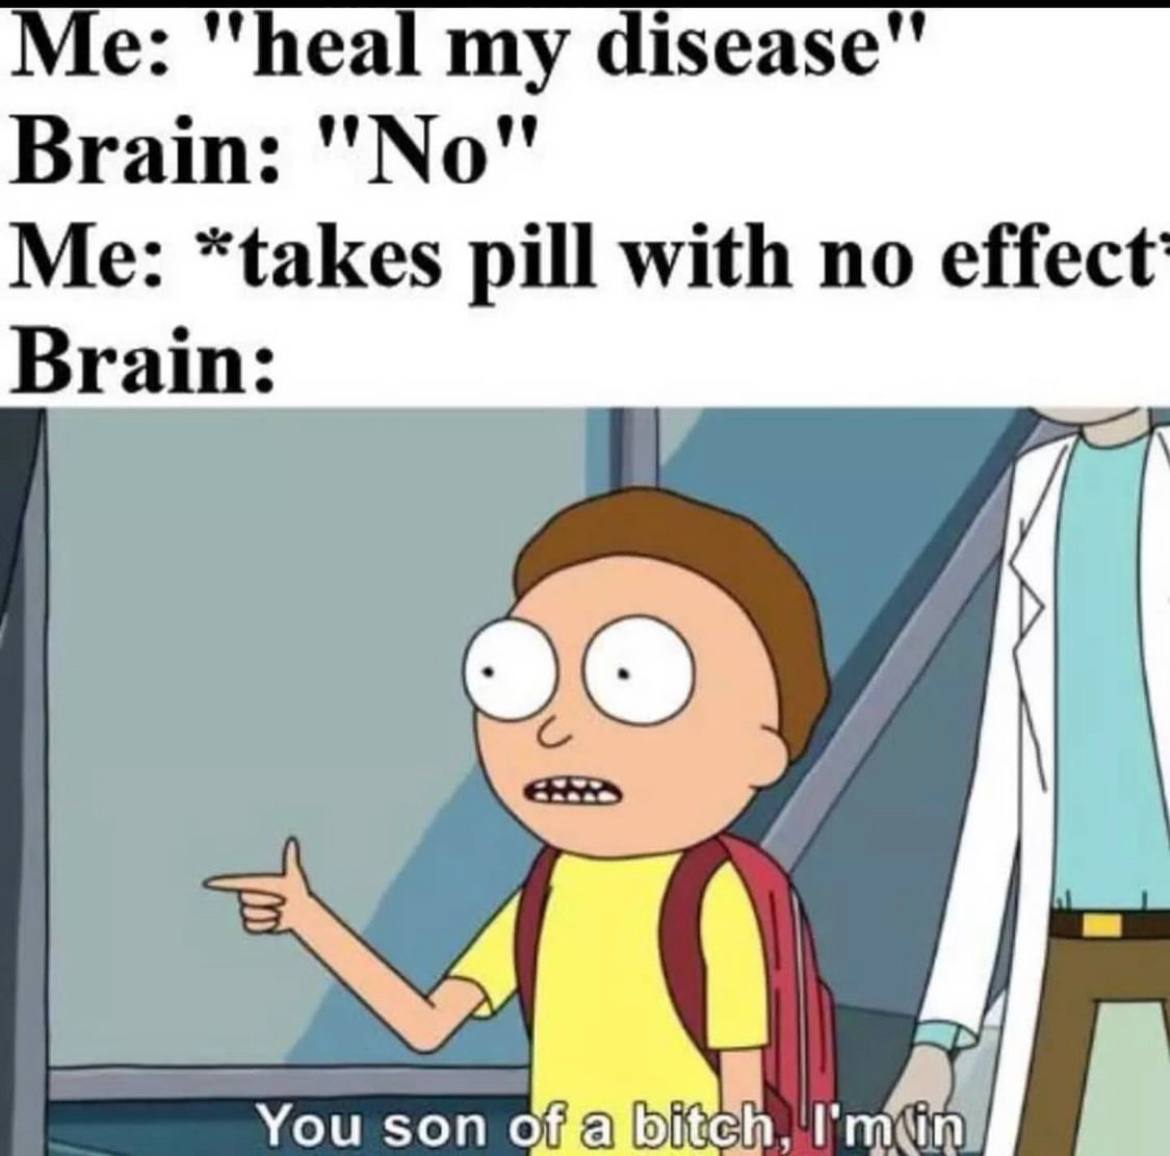 Me: "heal my disease"
Brain: "No"
Me: *takes pill with no effect*
Brain:
You son of a bitch, I'm in